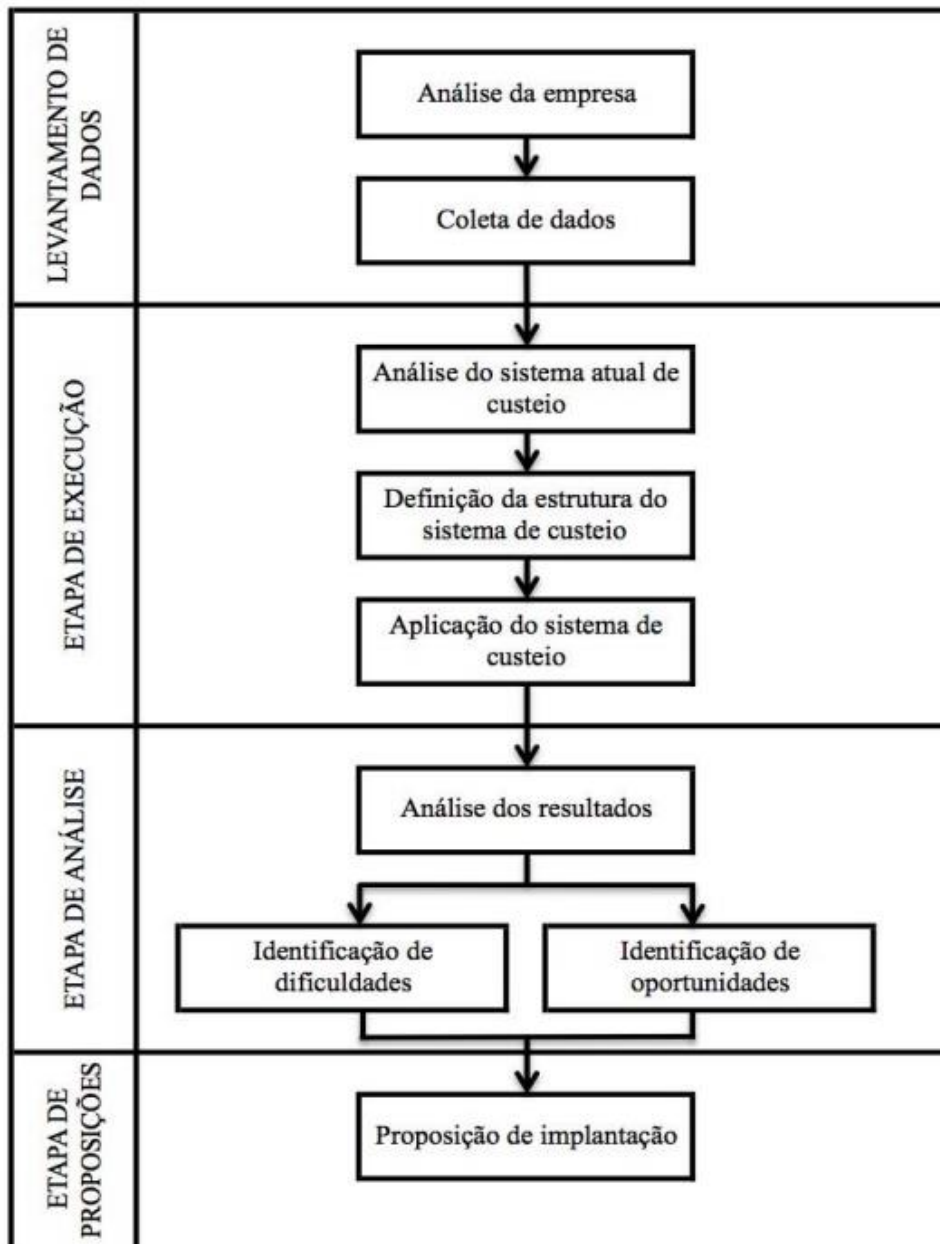 LEVANTAMENTO DE
DADOS
Análise da empresa
Coleta de dados
ETAPA DE EXECUÇÃO
Análise do sistema atual de
custeio
Definição da estrutura do
sistema de custeio
Aplicação do sistema de
custeio
ETAPA DE ANÁLISE
Análise dos resultados
Identificação de
dificuldades
Identificação de
oportunidades
ETAPA DE
PROPOSIÇÕES
Proposição de implantação